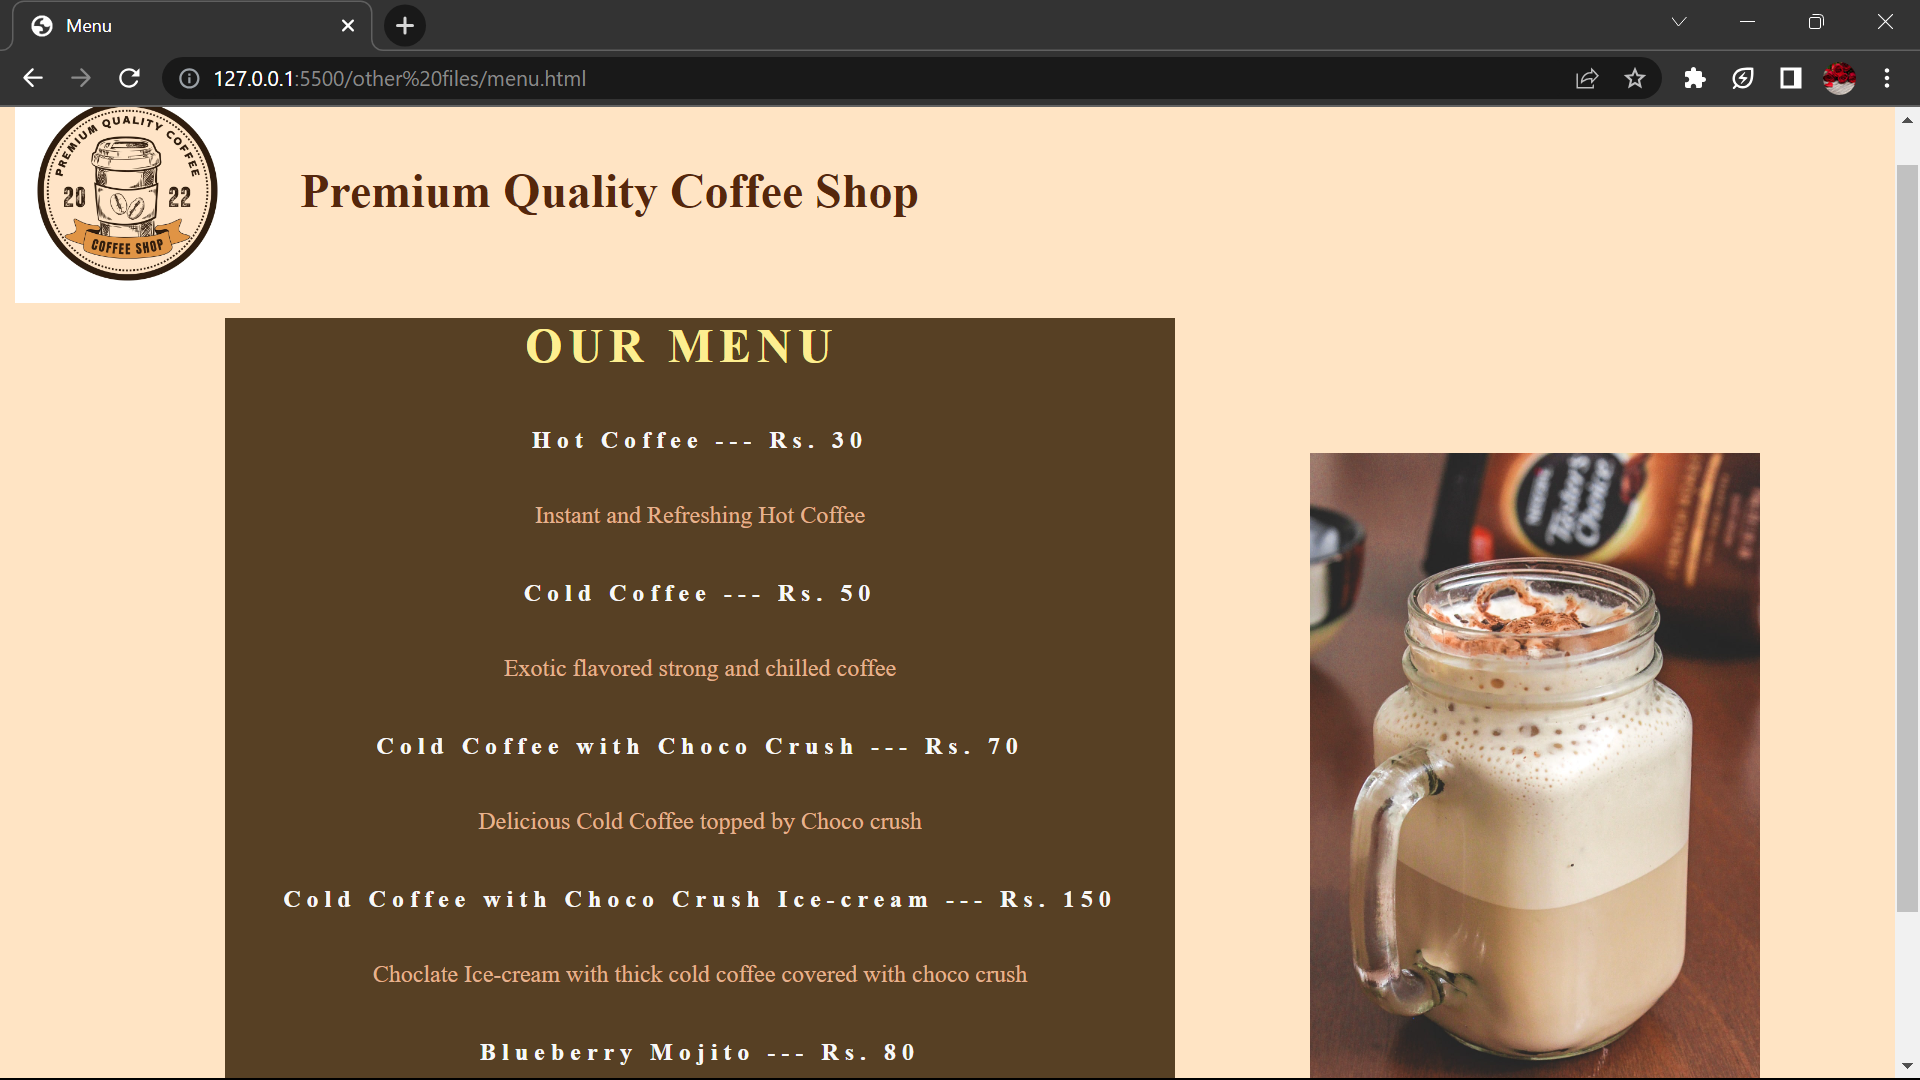 Menu
127.0.0.1:5500/other%20files/menu.html
PREMIUM QUALITY COFFEE
20 22
COFFEE SHOP
Premium Quality Coffee Shop
OUR MENU
Hot Coffee --- Rs. 30
Instant and Refreshing Hot Coffee
Cold Coffee --- Rs. 50
Exotic flavored strong and chilled coffee
Cold Coffee with Choco Crush --- Rs. 70
Delicious Cold Coffee topped by Choco crush
Cold Coffee with Choco Crush Ice-cream --- Rs. 150
Choclate Ice-cream with thick cold coffee covered with choco crush
Blueberry Mojito --- Rs. 80
Taster's
Choice